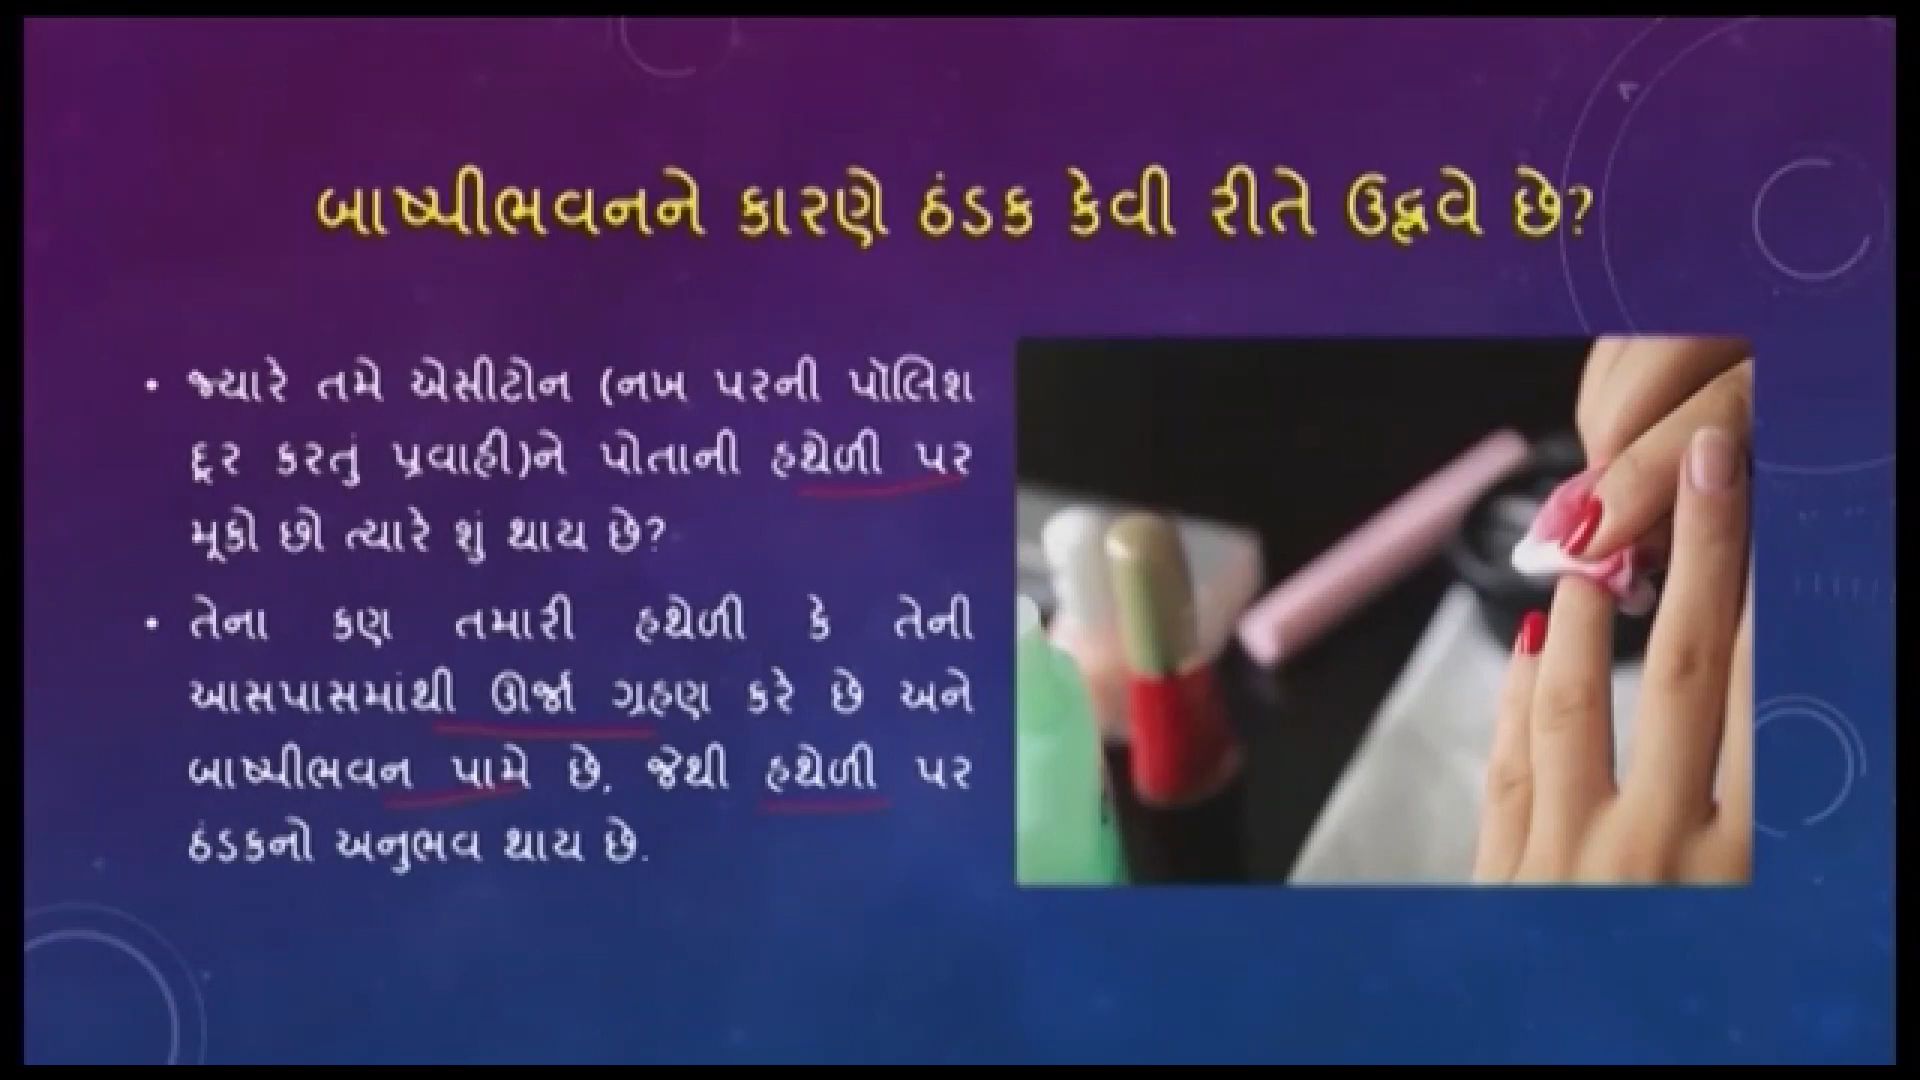 બાષ્પીભવનને કારણે ઠંડક કેવી રીતે ઉદ્ભવે છે?
• જ્યારે તમે એસીટોન (નખ પરની પૉલિશ
દૂર કરતું પ્રવાહી)ને પોતાની હથેળી પર
મૂકો છો ત્યારે શું થાય છે?
• તેના કણ તમારી હથેળી કે તેની
આસપાસમાંથી ઊર્જા ગ્રહણ કરે છે અને
બાષ્પીભવન પામે છે, જેથી હથેળી પર
ઠંડકનો અનુભવ થાય છે.